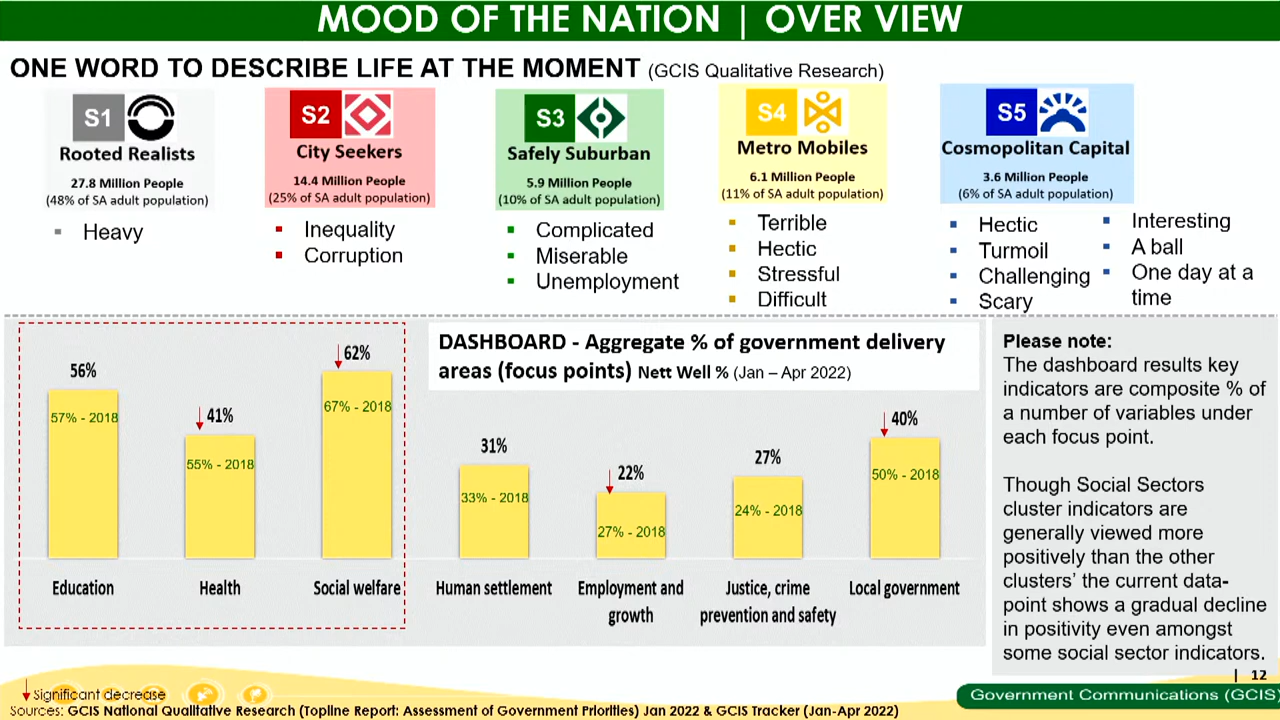 MOOD OF THE NATION | OVER VIEW
ONE WORD TO DESCRIBE LIFE AT THE MOMENT (GCIS Qualitative Research)
S1
Rooted Realists
27.8 Million People
(48% of SA adult population)
▪ Heavy
S2
City Seekers
14.4 Million People
(25% of SA adult population)
▪ Inequality
▪ Corruption
S3
Safely Suburban
5.9 Million People
(10% of SA adult population)
▪ Complicated
▪ Miserable
▪ Unemployment
S4
Metro Mobiles
6.1 Million People
(11% of SA adult population)
▪ Terrible
▪ Hectic
▪ Stressful
▪ Difficult
S5
Cosmopolitan Capital
3.6 Million People
(6% of SA adult population)
▪ Hectic
▪ Turmoil
▪ Challenging
▪ Scary
▪ Interesting
▪ A ball
▪ One day at a
time
DASHBOARD - Aggregate % of government delivery
areas (focus points) Nett Well % (Jan – Apr 2022)
56%
57% - 2018
Education
41%
55% - 2018
Health
62%
67% - 2018
Social welfare
31%
33% - 2018
Human settlement
22%
27% - 2018
Employment and
growth
27%
24% - 2018
Justice, crime
prevention and safety
40%
50% - 2018
Local government
Please note:
The dashboard results key
indicators are composite % of
a number of variables under
each focus point.
Though Social Sectors
cluster indicators are
generally viewed more
positively than the other
clusters' the current data-
point shows a gradual decline
in positivity even amongst
some social sector indicators.
| 12
Significant decrease
Government Communications (GCIS)
Sources: GCIS National Qualitative Research (Topline Report: Assessment of Government Priorities) Jan 2022 & GCIS Tracker (Jan-Apr 2022)